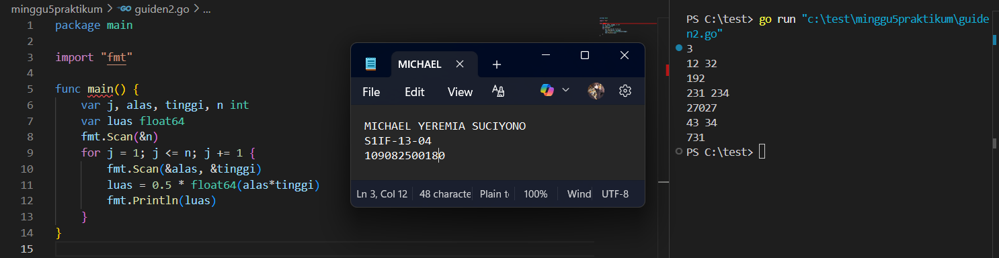 minggu5praktikum > GO guiden2.go > ...
1 package main
2
3 import "fmt"
4
5 func main() {
6 var j, alas, tinggi, n int
7 var luas float64
8 fmt.Scan(&n)
9 for j = 1; j <= n; j += 1 {
10 fmt.Scan(&alas, &tinggi)
11 luas = 0.5 * float64(alas*tinggi)
12 fmt.Println(luas)
13 }
14 }
15
MICHAEL
File Edit View
MICHAEL YEREMIA SUCIYONO
S1IF-13-04
109082500180
Ln 3, Col 12 48 characte Plain t 100% Wind UTF-8
PS C:\test> go run "c:\test\minggu5praktikum\guide
n2.go"
3
12 32
192
231 234
27027
43 34
731
PS C:\test>